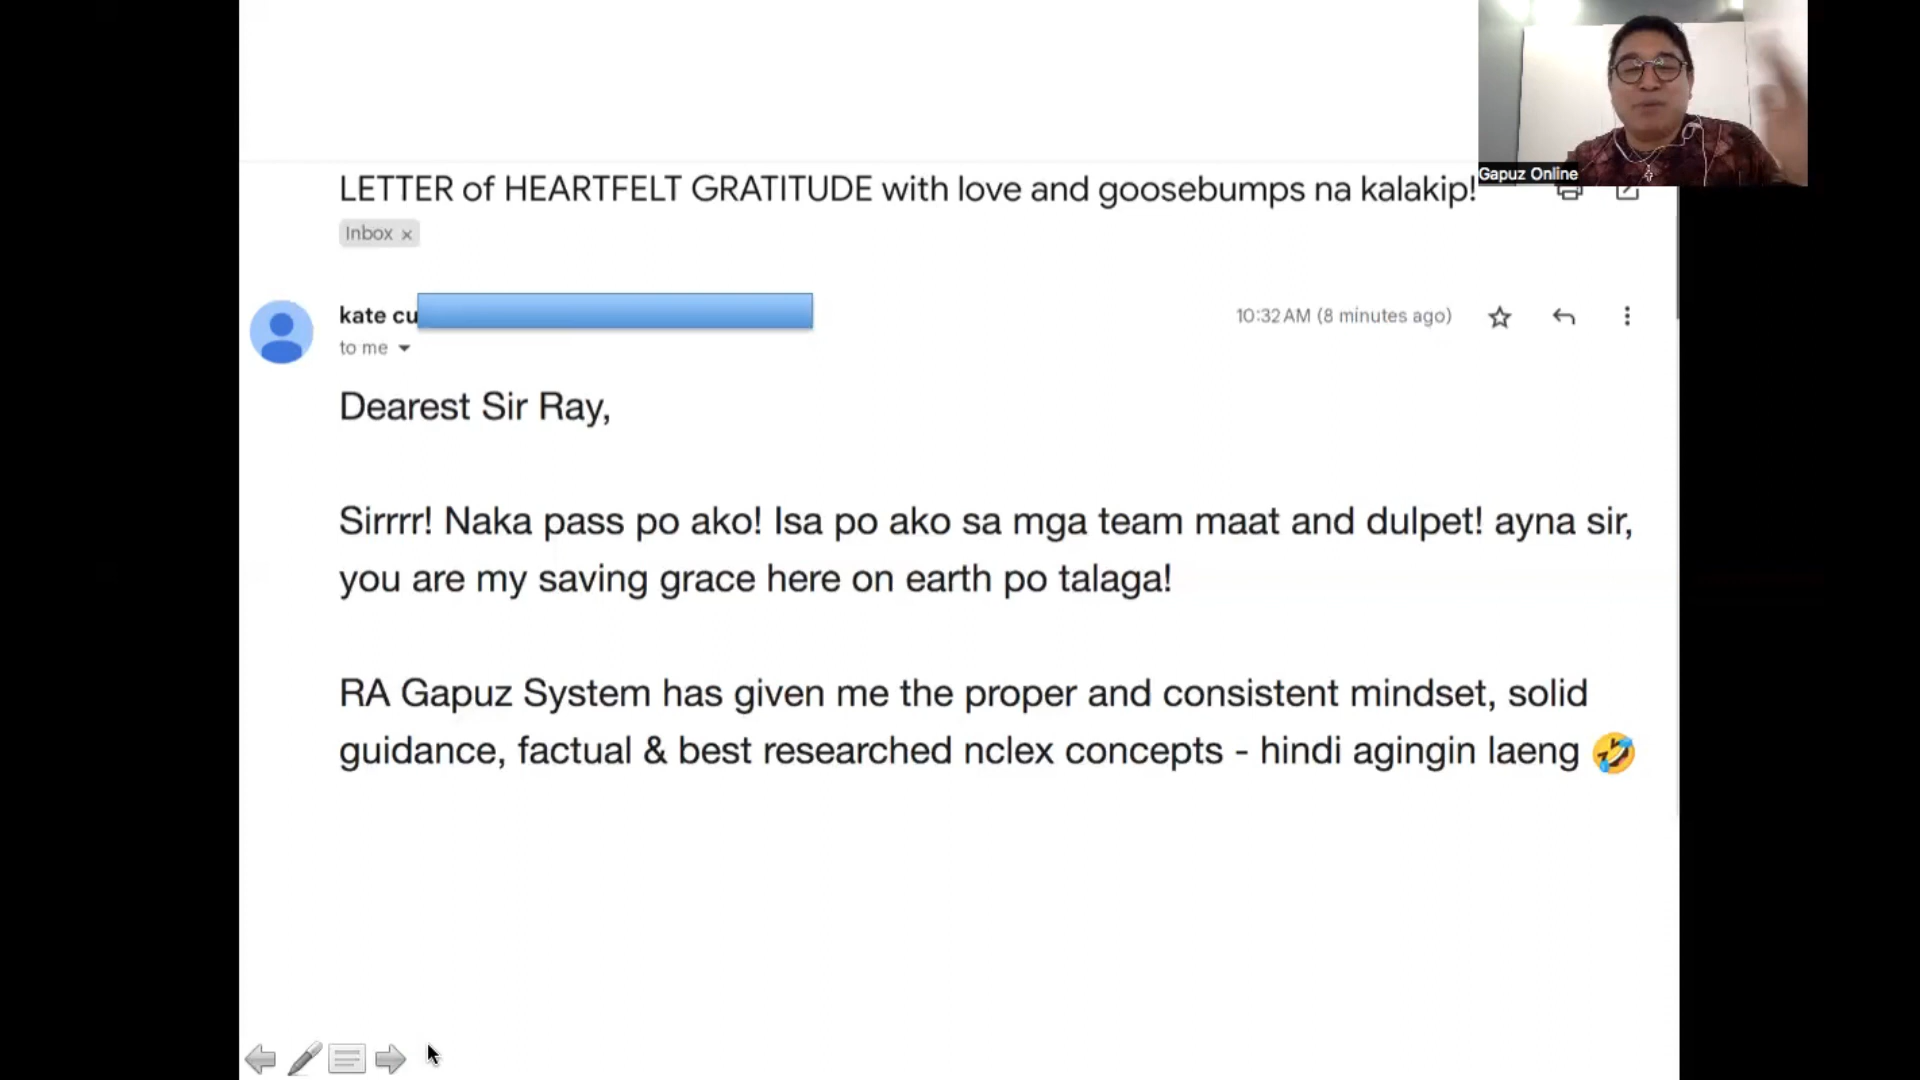 Gapuz Online
LETTER of HEARTFELT GRATITUDE with love and goosebumps na kalakip!
Inbox x
kate cu
10:32 AM (8 minutes ago)
to me
Dearest Sir Ray,
Sirrrr! Naka pass po ako! Isa po ako sa mga team maat and dulpet! ayna sir,
you are my saving grace here on earth po talaga!
RA Gapuz System has given me the proper and consistent mindset, solid
guidance, factual & best researched nclex concepts - hindi agingin laeng 🤣